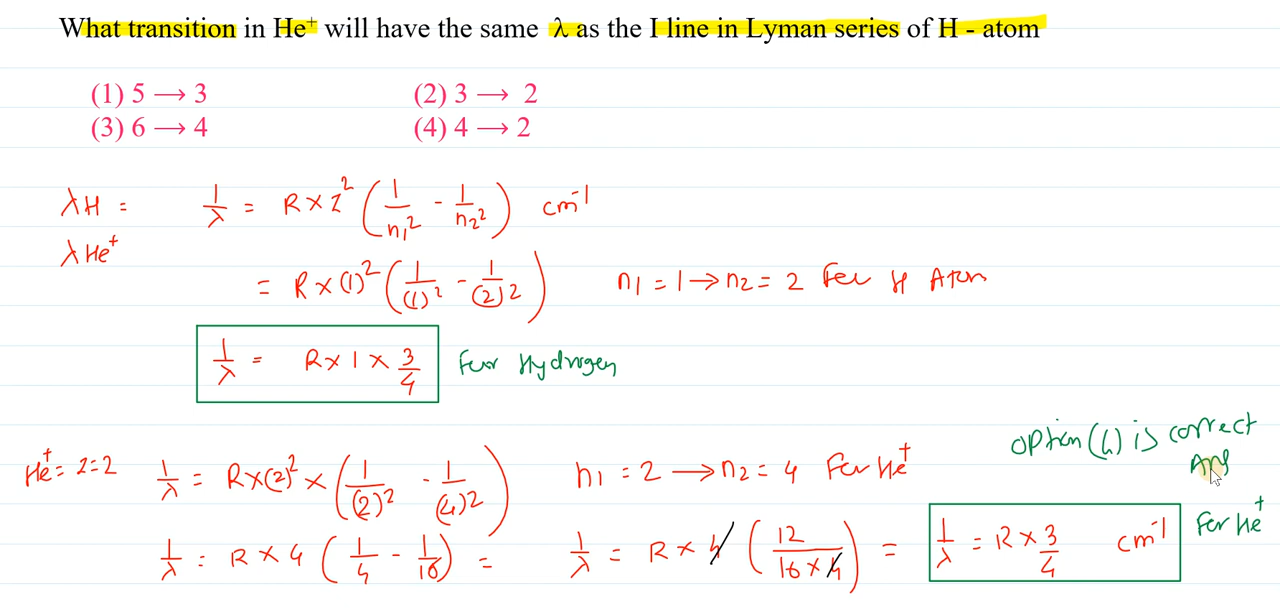 What transition in He⁺ will have the same λ as the I line in Lyman series of H - atom
(1) 5 → 3 (2) 3 → 2
(3) 6 → 4 (4) 4 → 2
λH = 1/λ = R × z² (1/n₁² - 1/n₂²) cm⁻¹
λ He⁺
= R × (1)² (1/(1)² - 1/(2)²) n₁ = 1 → n₂ = 2 For H Atom
1/λ = R × 1 × 3/4 For Hydrogen
option (4) is correct
Ans
He⁺ = z=2 1/λ = R×(2)² × (1/(2)² - 1/(4)²) n₁ = 2 → n₂ = 4 For He⁺
1/λ = R × 4 (1/4 - 1/16) = 1/λ = R × 4 (12/16×4) = 1/λ = R × 3/4 cm⁻¹ For He⁺